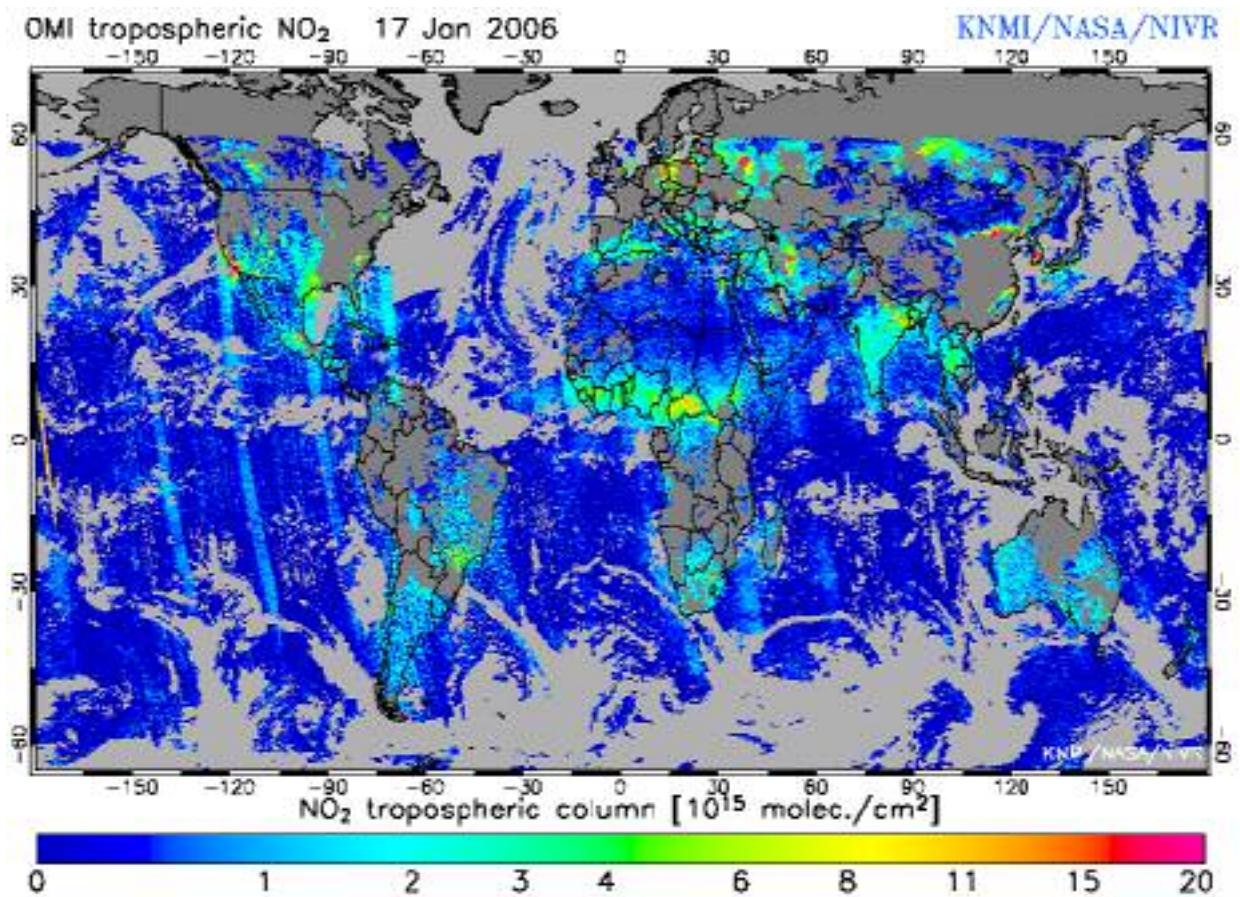 OMI tropospheric NO₂ 17 Jan 2006 KNMI/NASA/NIVR
−150 −120 −90 −60 −30 0 30 60 90 120 150
60 60
30 30
0 0
−30 −30
−60 −60
KNMI/NASA/NIVR
−150 −120 −90 −60 −30 0 30 60 90 120 150
NO₂ tropospheric column [10¹⁵ molec./cm²]
0 1 2 3 4 6 8 11 15 20